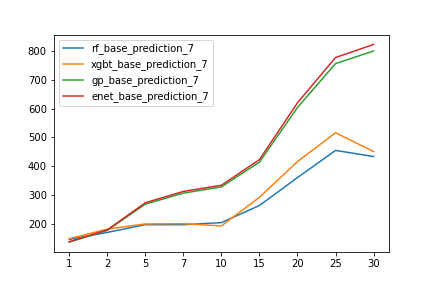 800
700
600
500
400
300
200
rf_base_prediction_7
xgbt_base_prediction_7
gp_base_prediction_7
enet_base_prediction_7
1 2 5 7 10 15 20 25 30